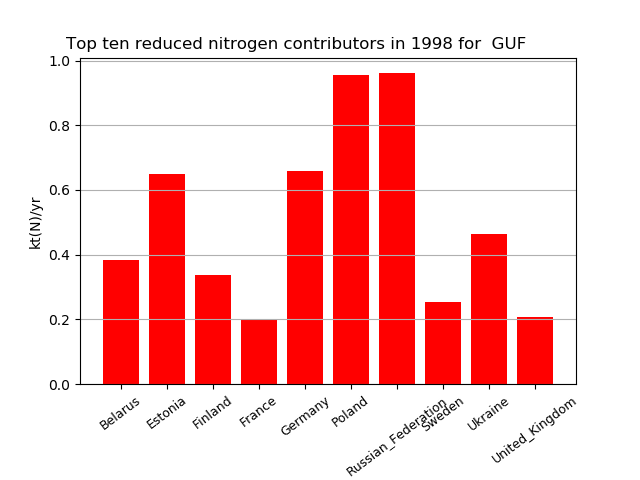 Top ten reduced nitrogen contributors in 1998 for  GUF
kt(N)/yr
1.0
0.8
0.6
0.4
0.2
0.0
Belarus
Estonia
Finland
France
Germany
Poland
Russian_Federation
Sweden
Ukraine
United_Kingdom